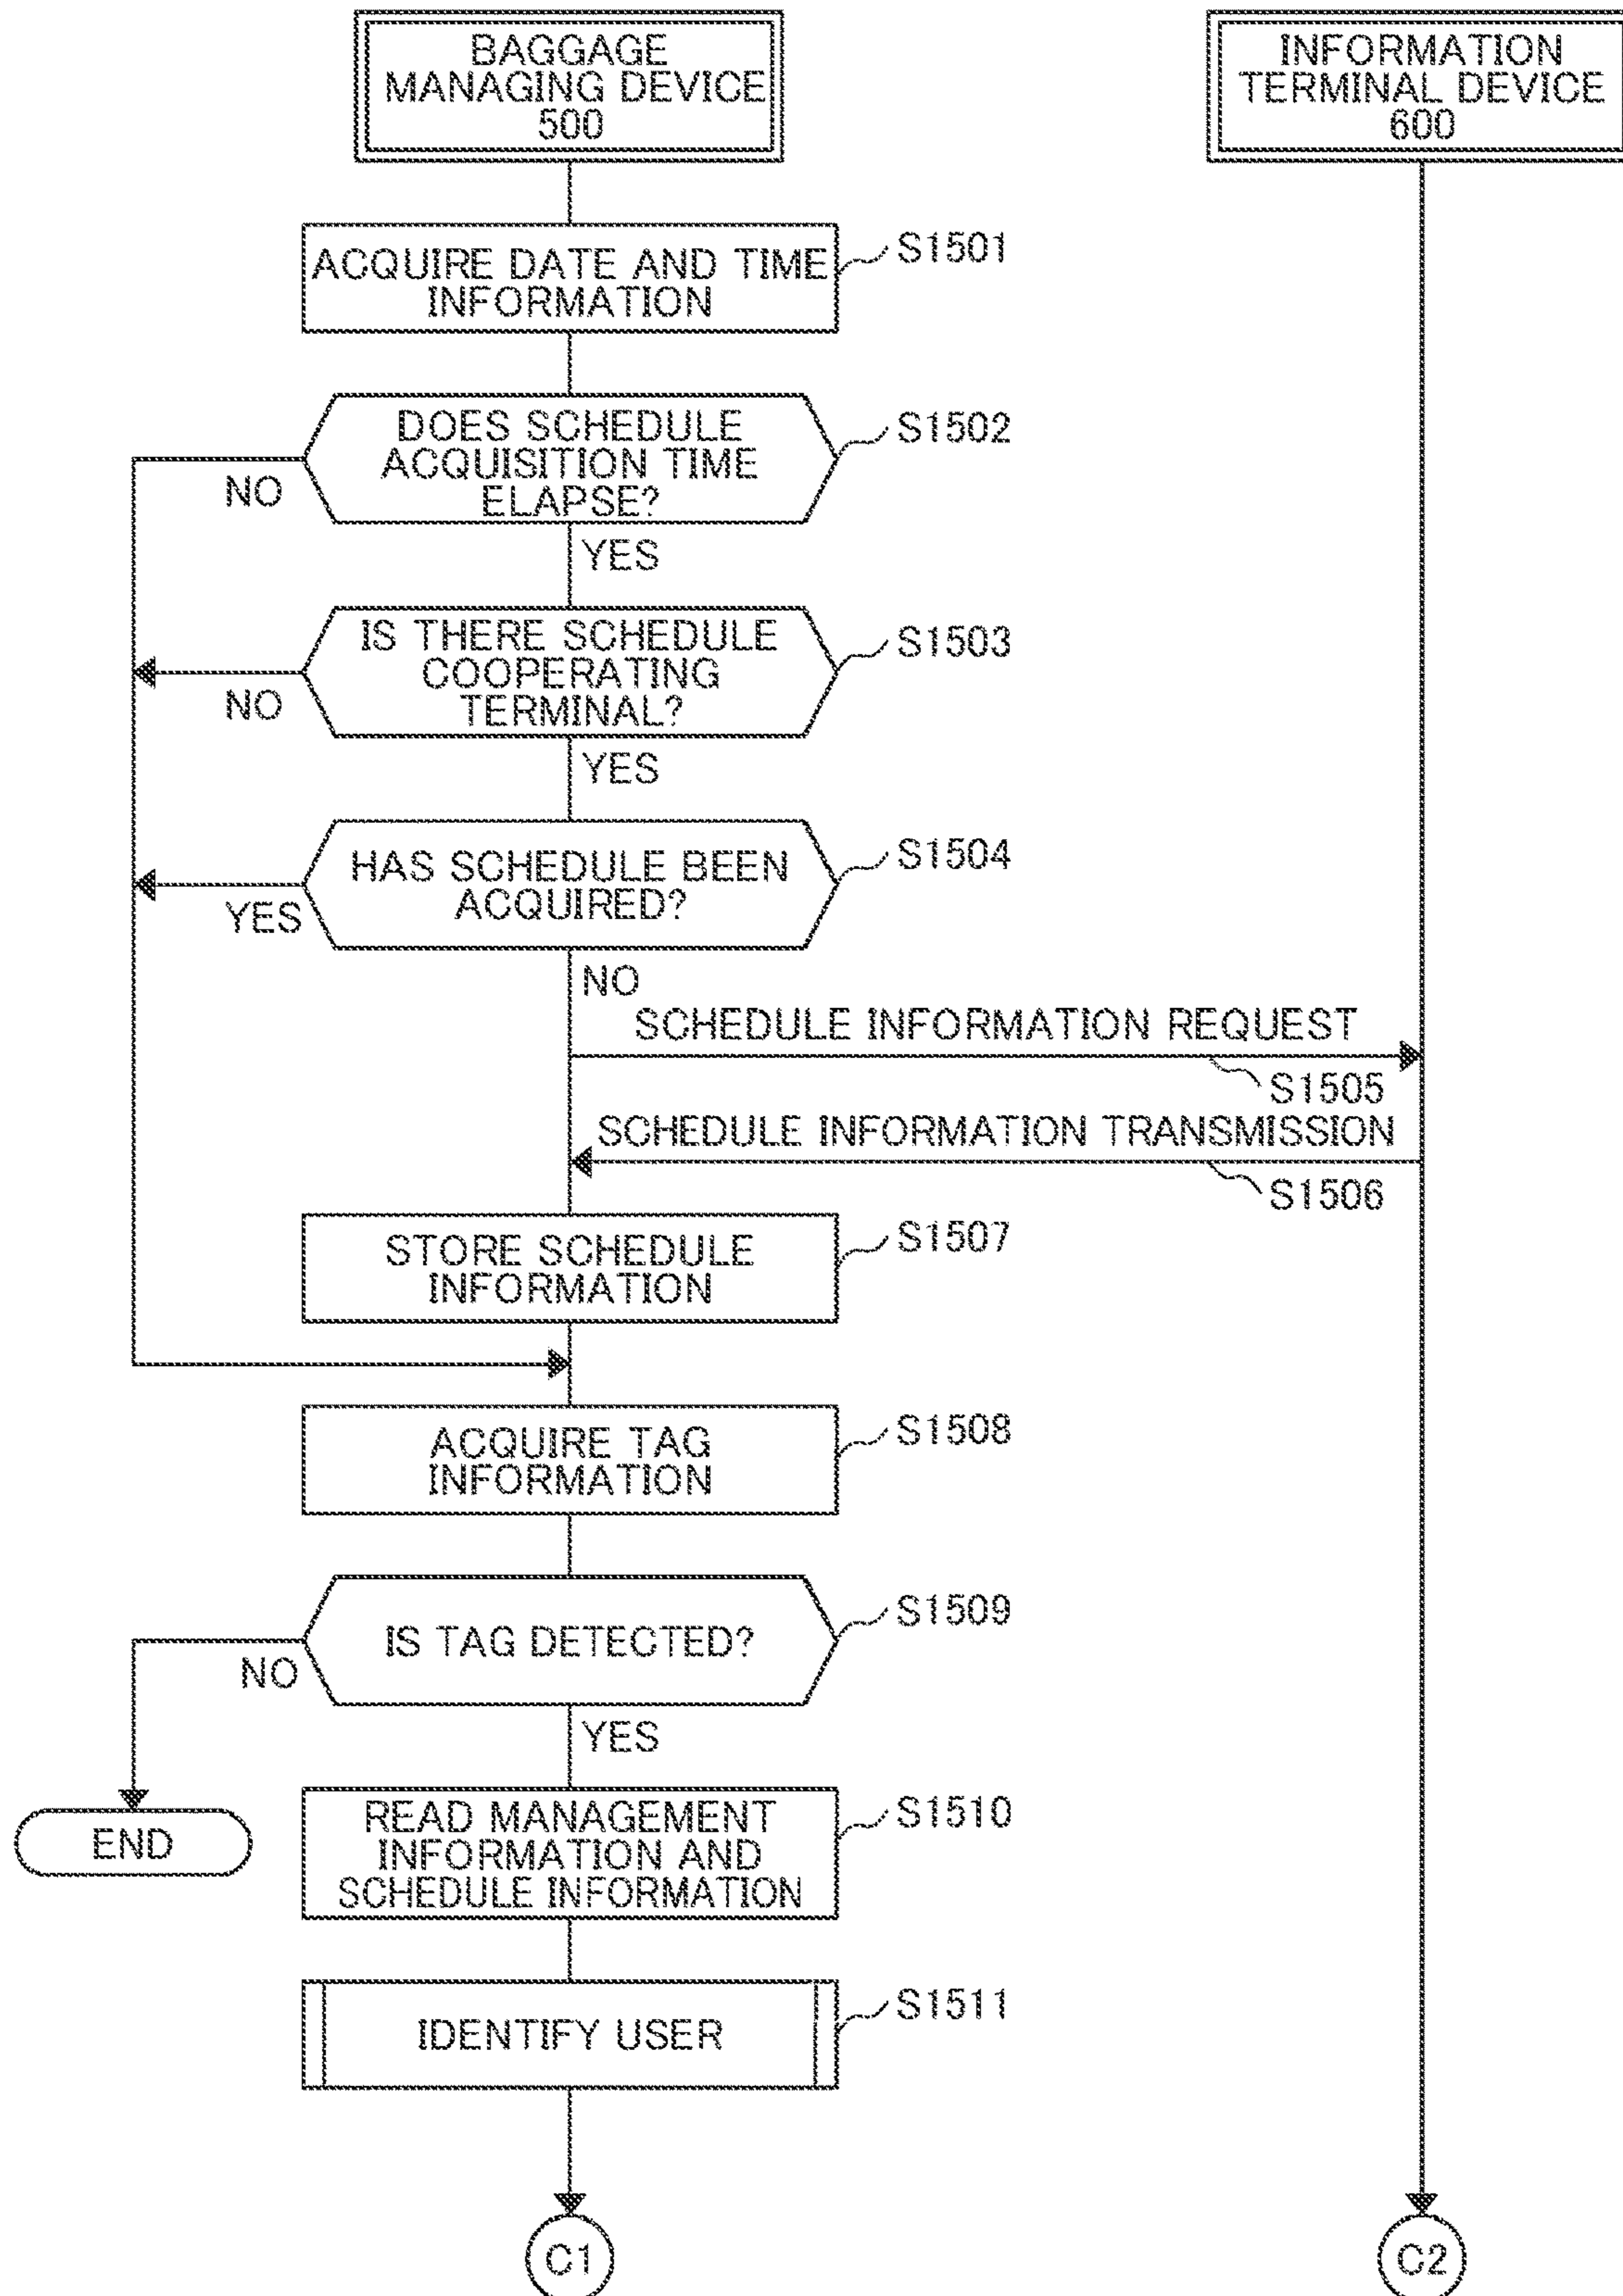 BAGGAGE
MANAGING DEVICE
500
INFORMATION
TERMINAL DEVICE
600
ACQUIRE DATE AND TIME
INFORMATION
S1501
DOES SCHEDULE
ACQUISITION TIME
ELAPSE?
S1502
NO
YES
IS THERE SCHEDULE
COOPERATING
TERMINAL?
S1503
NO
YES
HAS SCHEDULE BEEN
ACQUIRED?
S1504
YES
NO
SCHEDULE INFORMATION REQUEST
S1505
SCHEDULE INFORMATION TRANSMISSION
S1506
STORE SCHEDULE
INFORMATION
S1507
ACQUIRE TAG
INFORMATION
S1508
IS TAG DETECTED?
S1509
NO
YES
END
READ MANAGEMENT
INFORMATION AND
SCHEDULE INFORMATION
S1510
IDENTIFY USER
S1511
C1
C2